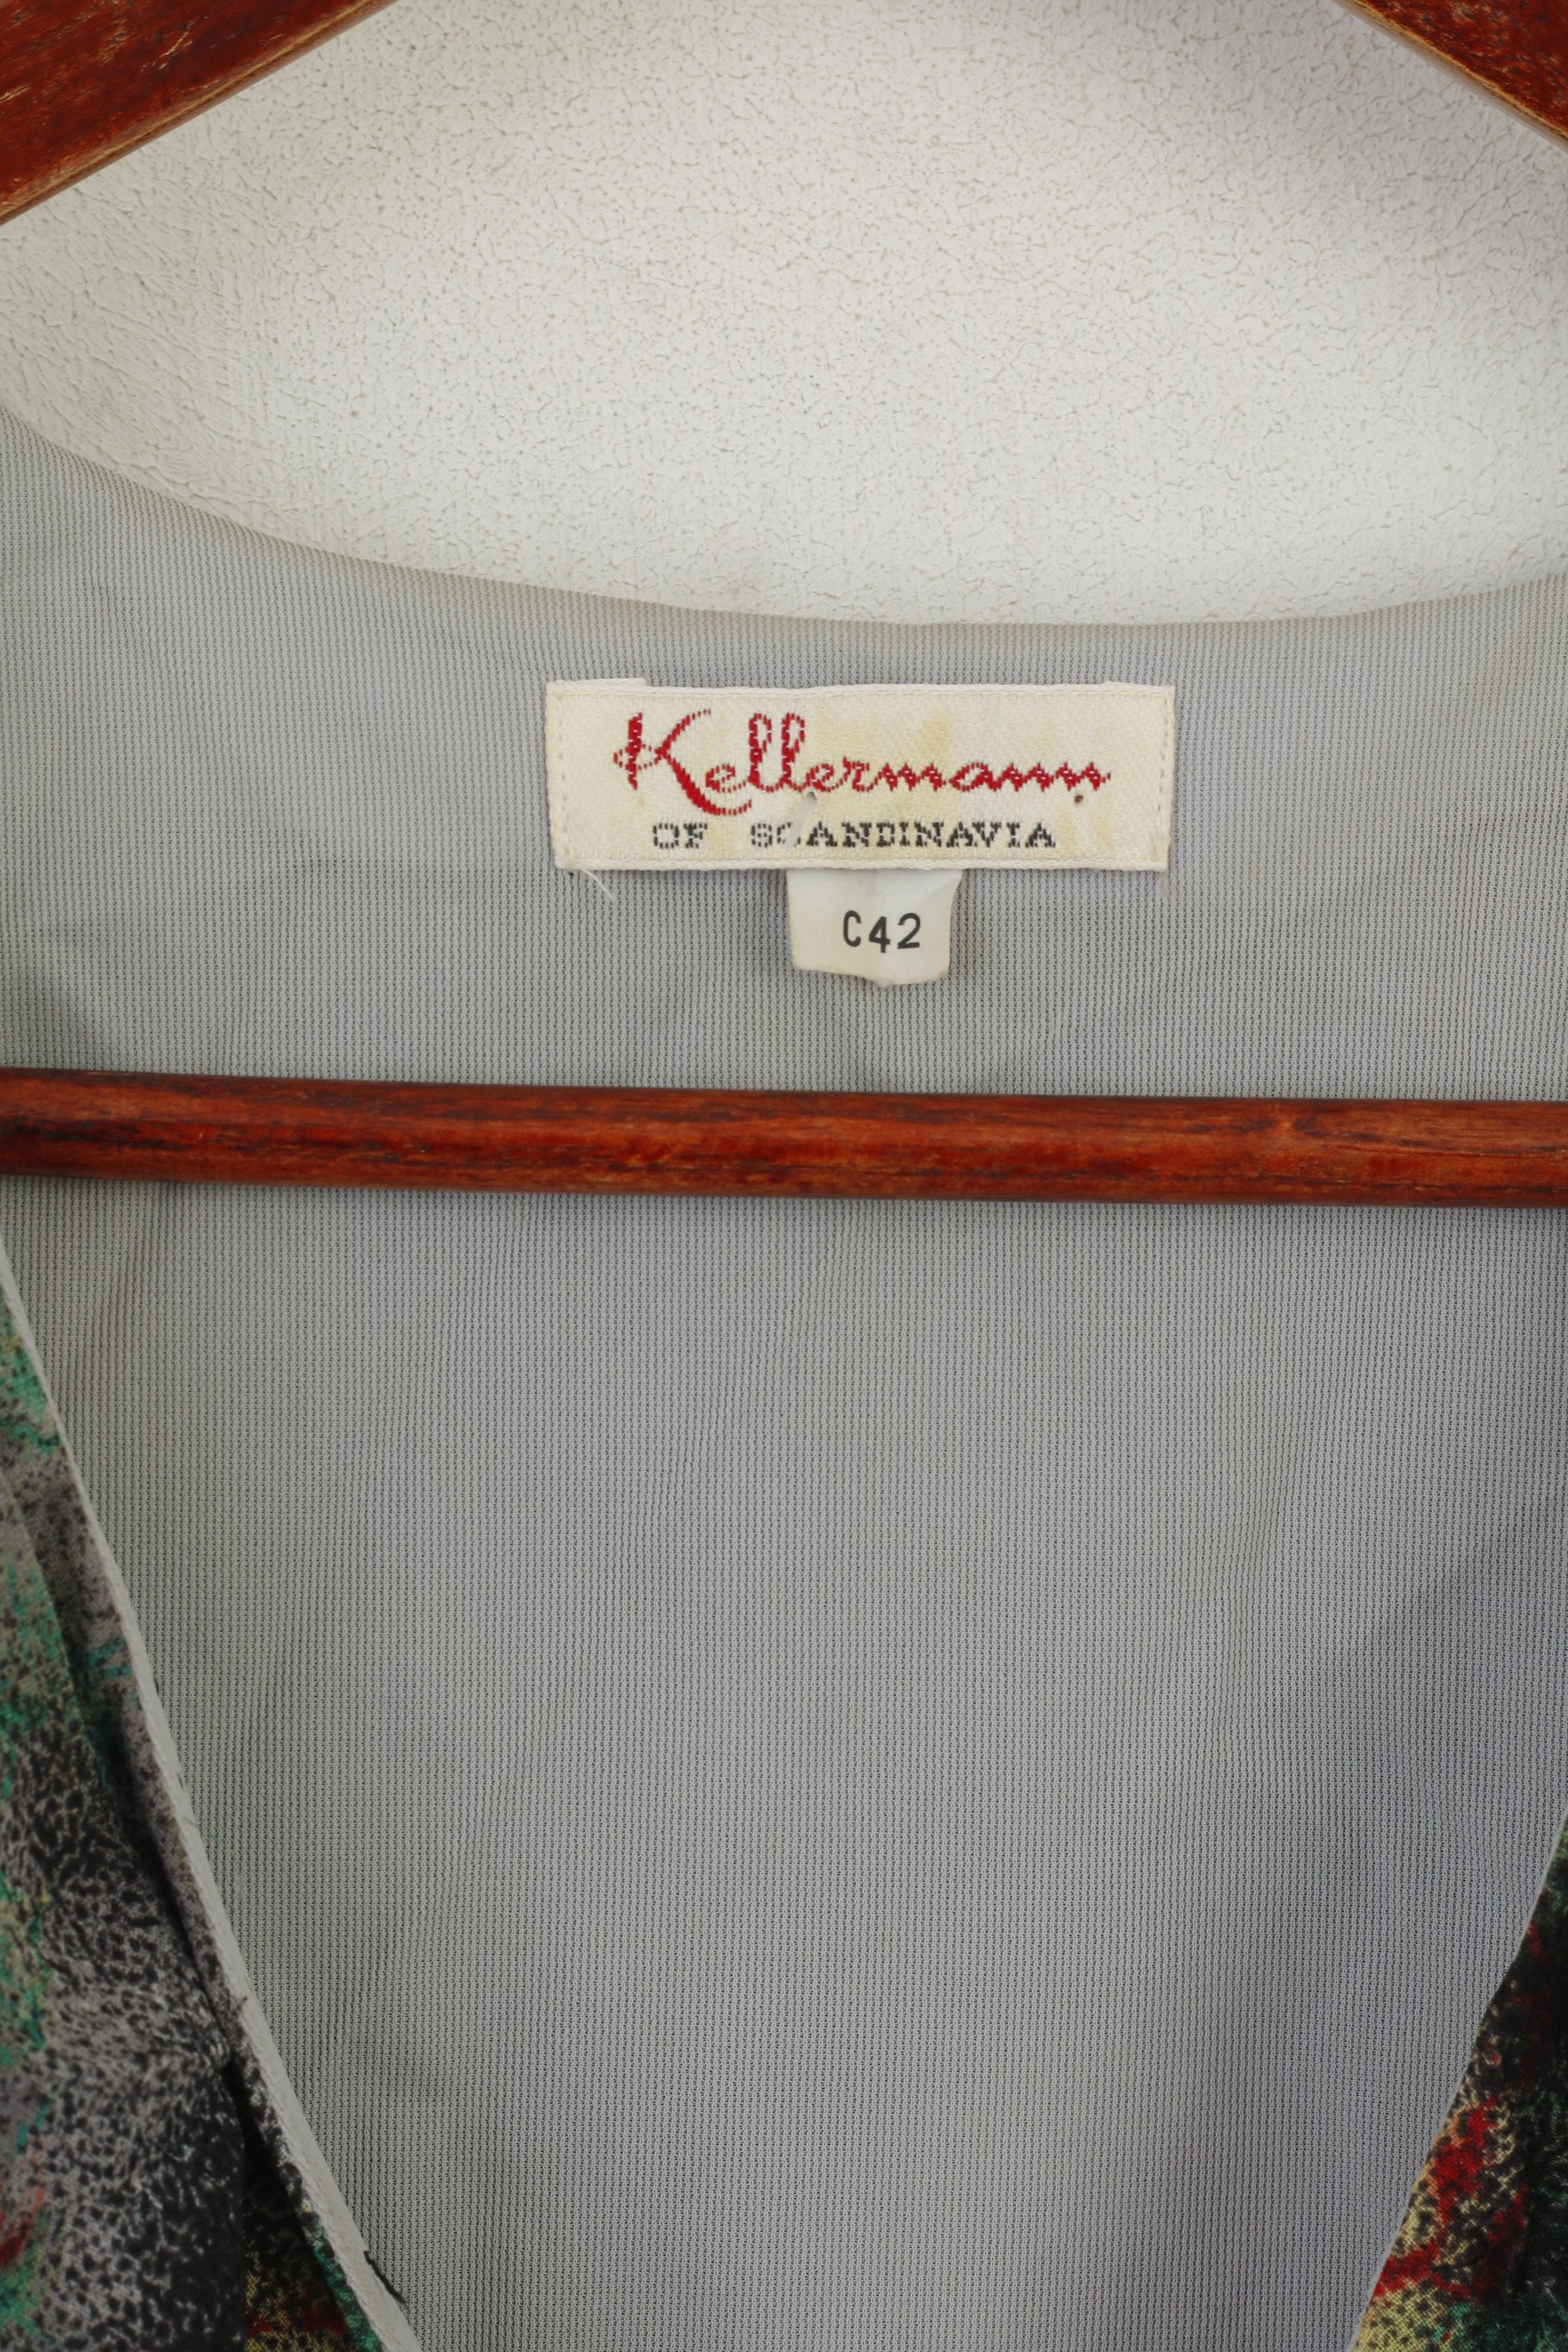 Kellermann
OF SCANDINAVIA
C42